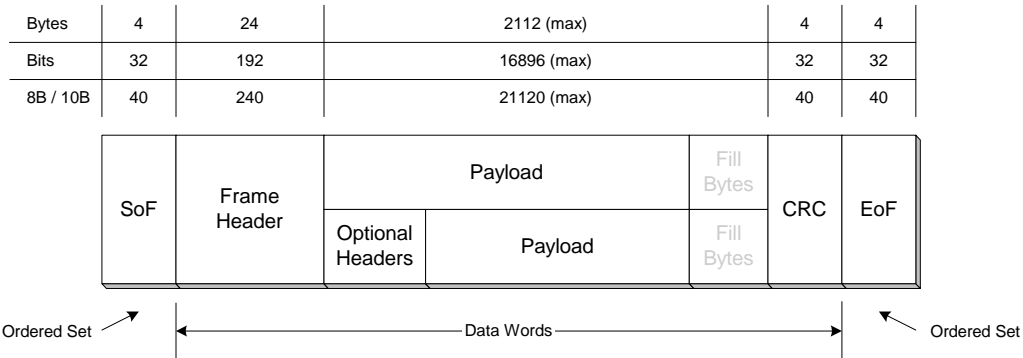 Bytes 4 24 2112 (max) 4 4
Bits 32 192 16896 (max) 32 32
8B / 10B 40 240 21120 (max) 40 40
SoF
Frame
Header
Payload
Fill
Bytes
Optional
Headers
Payload
Fill
Bytes
CRC
EoF
Ordered Set
Data Words
Ordered Set